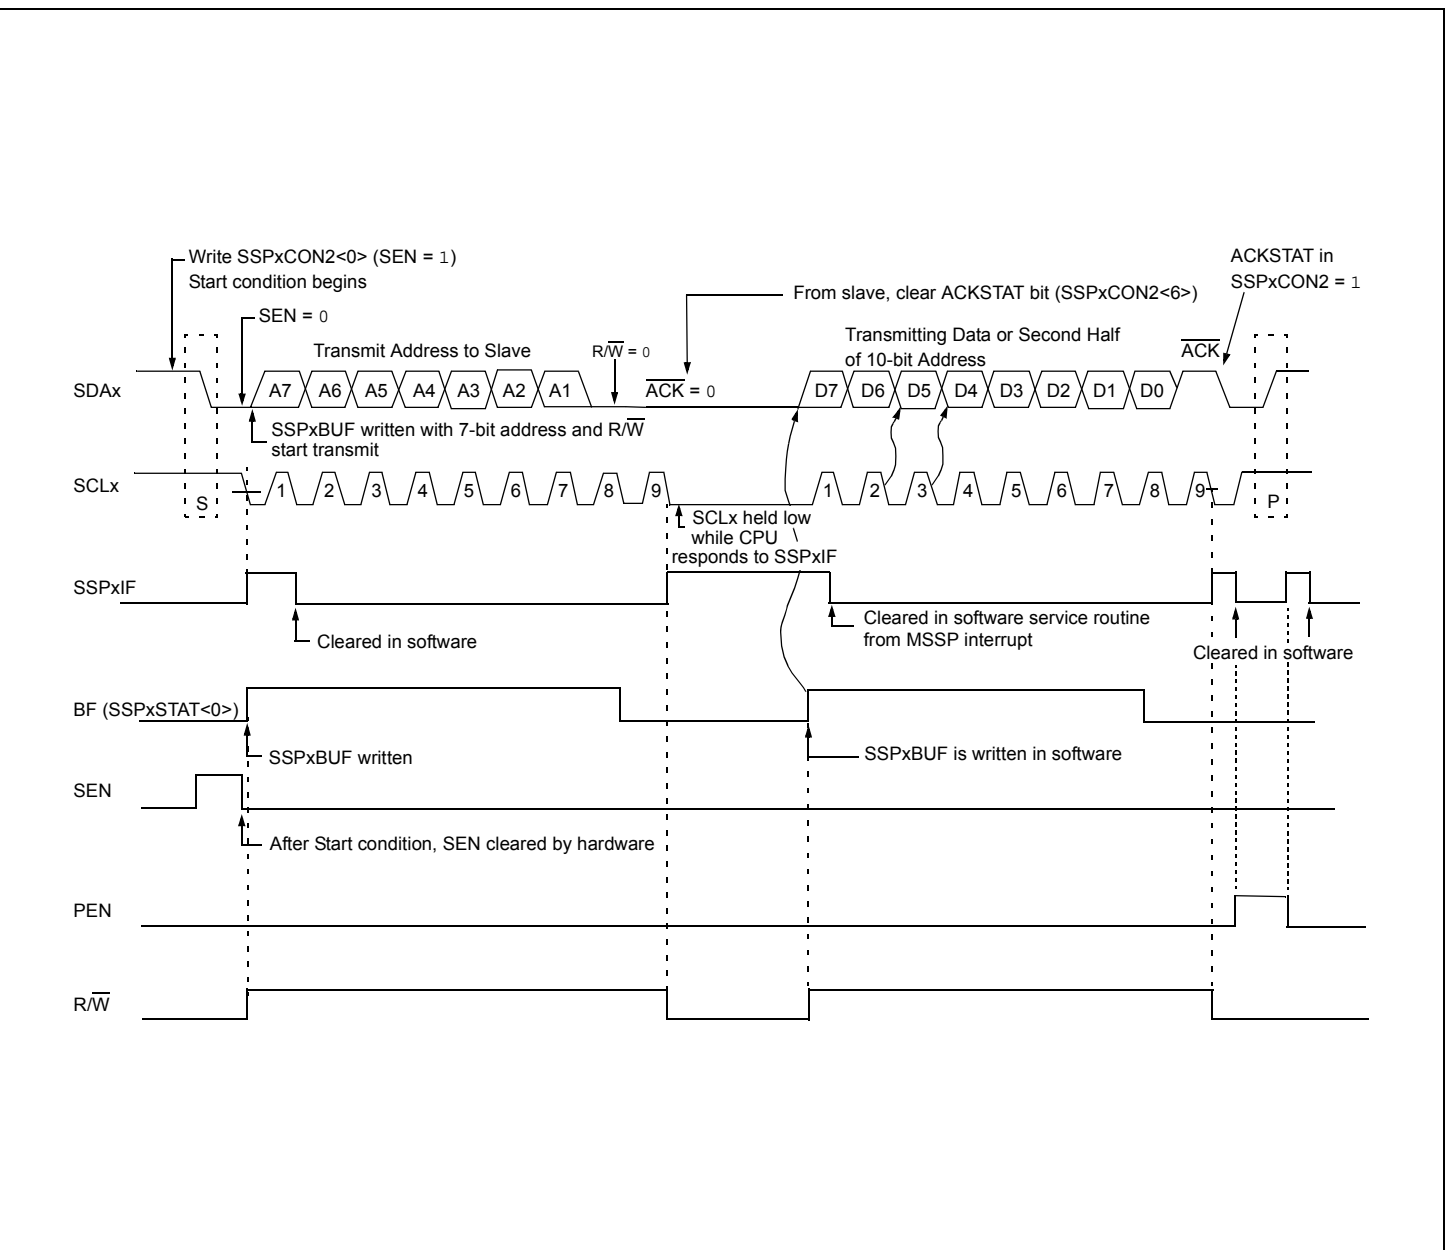 Write SSPxCON2<0> (SEN = 1)
Start condition begins
ACKSTAT in
SSPxCON2 = 1
From slave, clear ACKSTAT bit (SSPxCON2<6>)
SEN = 0
Transmit Address to Slave
R/W̅ = 0
Transmitting Data or Second Half
of 10-bit Address
A̅C̅K̅
SDAx
A7 A6 A5 A4 A3 A2 A1
A̅C̅K̅ = 0
D7 D6 D5 D4 D3 D2 D1 D0
SSPxBUF written with 7-bit address and R/W̅
start transmit
SCLx
S
1 2 3 4 5 6 7 8 9
1 2 3 4 5 6 7 8 9
P
SCLx held low
while CPU
responds to SSPxIF
SSPxIF
Cleared in software
Cleared in software service routine
from MSSP interrupt
Cleared in software
BF (SSPxSTAT<0>)
SSPxBUF written
SSPxBUF is written in software
SEN
After Start condition, SEN cleared by hardware
PEN
R/W̅